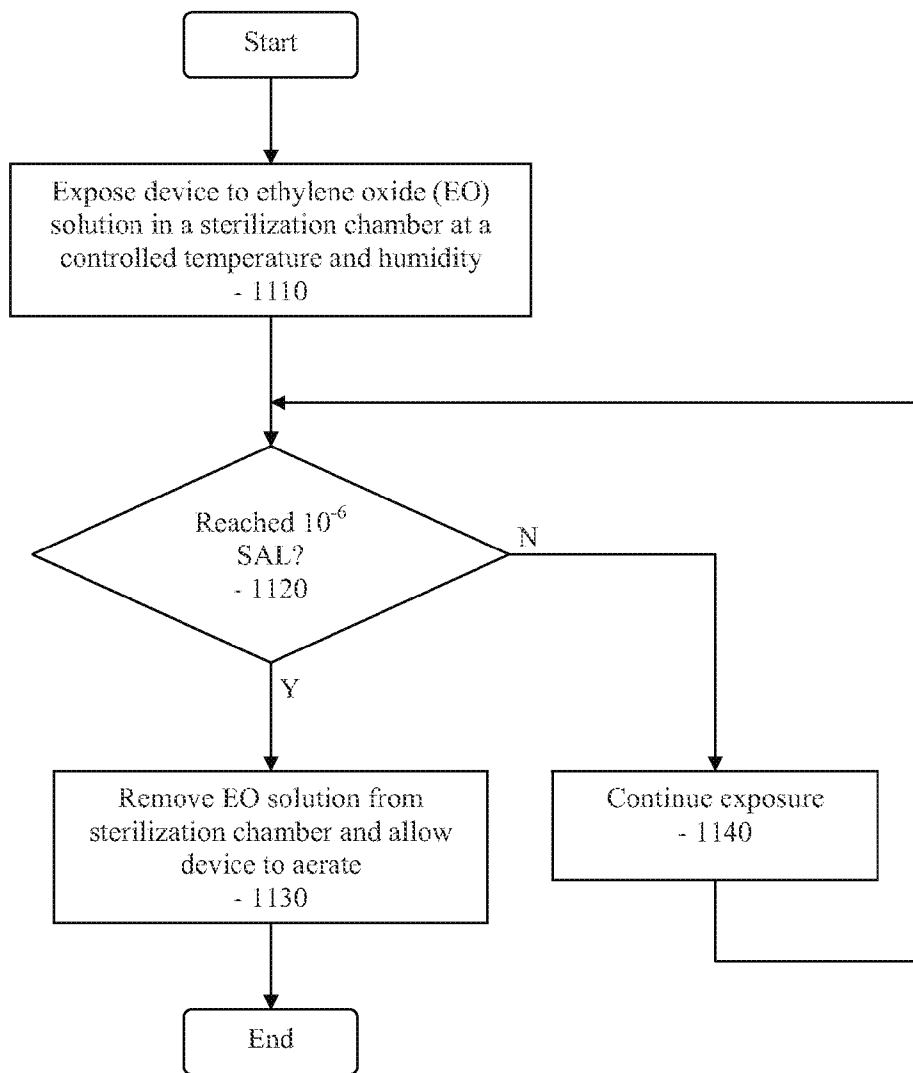 Start
Expose device to ethylene oxide (EO)
solution in a sterilization chamber at a
controlled temperature and humidity
- 1110
Reached 10⁻⁶
SAL?
- 1120
N
Y
Remove EO solution from
sterilization chamber and allow
device to aerate
- 1130
Continue exposure
- 1140
End